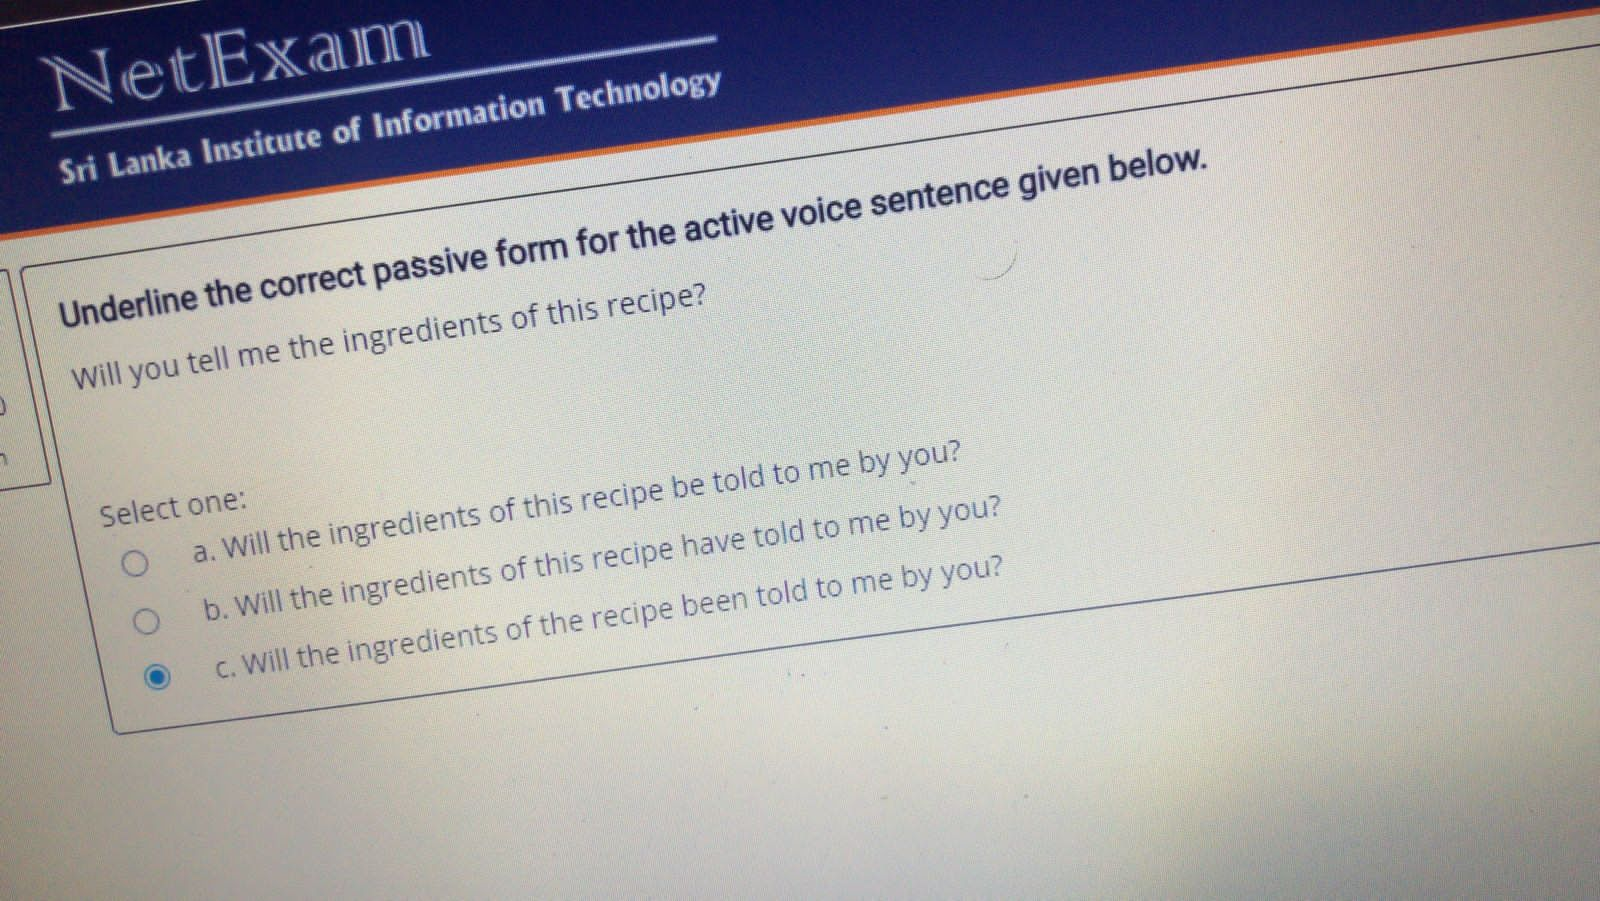 NetExam
Sri Lanka Institute of Information Technology
Underline the correct passive form for the active voice sentence given below.
Will you tell me the ingredients of this recipe?
Select one:
a. Will the ingredients of this recipe be told to me by you?
b. Will the ingredients of this recipe have told to me by you?
c. Will the ingredients of the recipe been told to me by you?